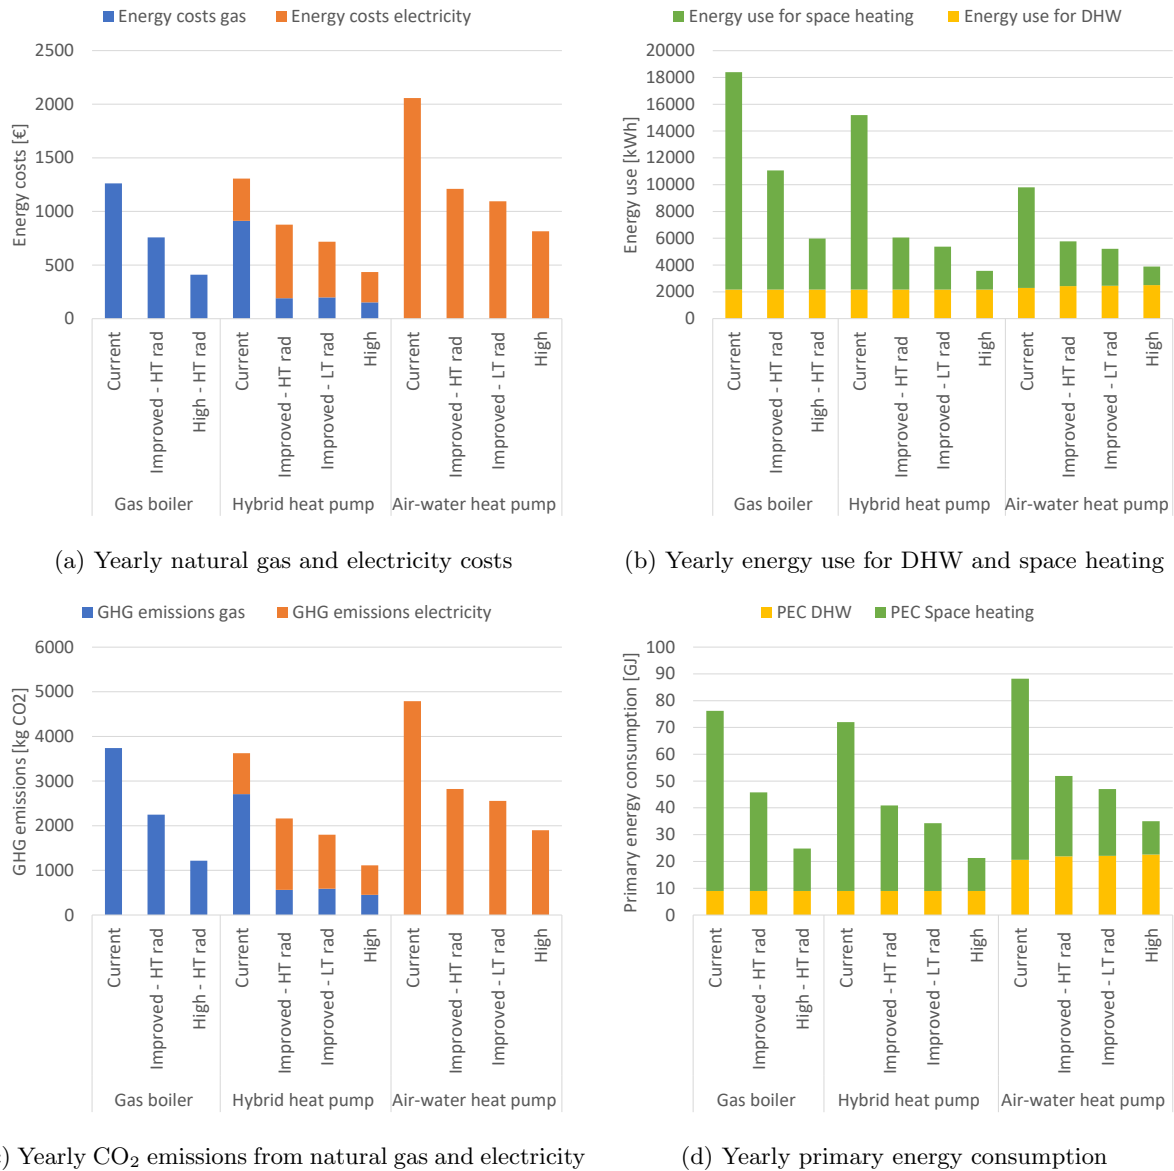 Energy costs gas Energy costs electricity
2500
2000
1500
1000
500
0
Energy costs [€]
Current
Improved - HT rad
High - HT rad
Current
Improved - HT rad
Improved - LT rad
High
Current
Improved - HT rad
Improved - LT rad
High
Gas boiler Hybrid heat pump Air-water heat pump
(a) Yearly natural gas and electricity costs
Energy use for space heating Energy use for DHW
20000
18000
16000
14000
12000
10000
8000
6000
4000
2000
0
Energy use [kWh]
Current
Improved - HT rad
High - HT rad
Current
Improved - HT rad
Improved - LT rad
High
Current
Improved - HT rad
Improved - LT rad
High
Gas boiler Hybrid heat pump Air-water heat pump
(b) Yearly energy use for DHW and space heating
GHG emissions gas GHG emissions electricity
6000
5000
4000
3000
2000
1000
0
GHG emissions [kg CO2]
Current
Improved - HT rad
High - HT rad
Current
Improved - HT rad
Improved - LT rad
High
Current
Improved - HT rad
Improved - LT rad
High
Gas boiler Hybrid heat pump Air-water heat pump
) Yearly CO₂ emissions from natural gas and electricity
PEC DHW PEC Space heating
100
90
80
70
60
50
40
30
20
10
0
Primary energy consumption [GJ]
Current
Improved - HT rad
High - HT rad
Current
Improved - HT rad
Improved - LT rad
High
Current
Improved - HT rad
Improved - LT rad
High
Gas boiler Hybrid heat pump Air-water heat pump
(d) Yearly primary energy consumption